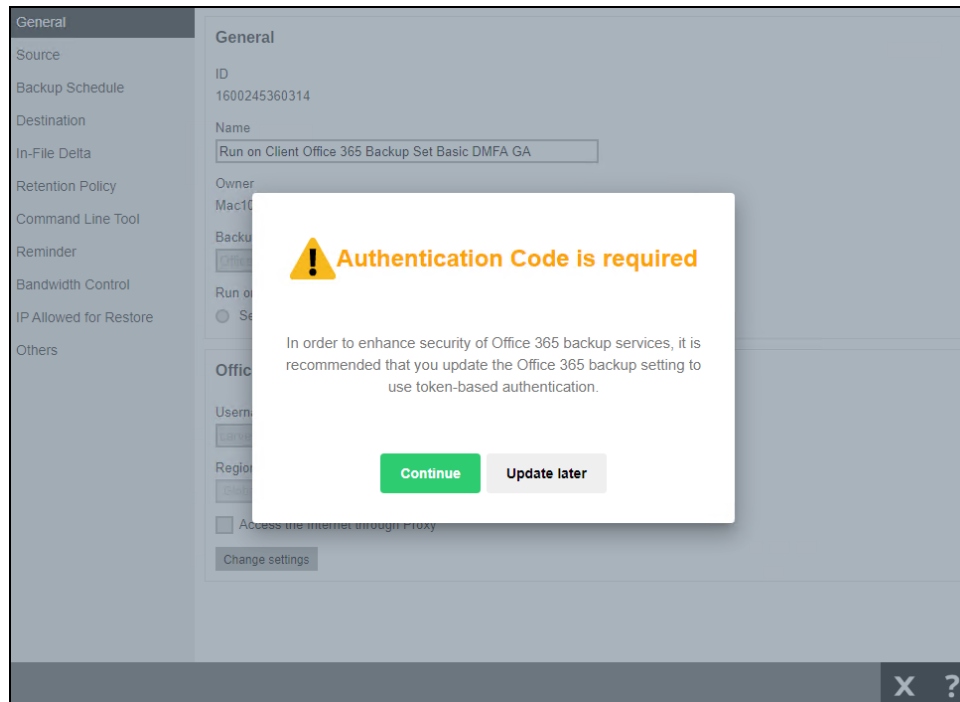 General
Source
Backup Schedule
Destination
In-File Delta
Retention Policy
Command Line Tool
Reminder
Bandwidth Control
IP Allowed for Restore
Others
General
ID
1600245360314
Name
Run on Client Office 365 Backup Set Basic DMFA GA
Owner
Authentication Code is required
In order to enhance security of Office 365 backup services, it is
recommended that you update the Office 365 backup setting to
use token-based authentication.
Continue
Update later
Region
Access the Internet through Proxy
Change settings
X ?